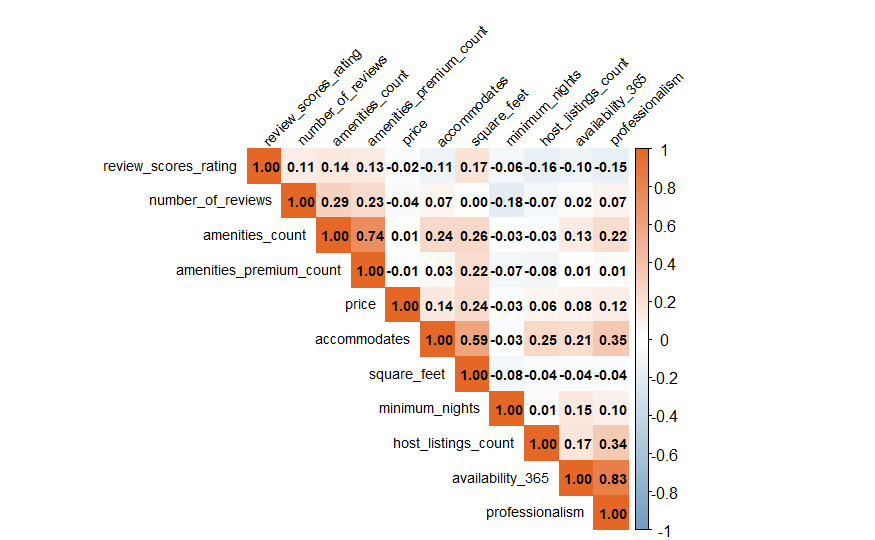 review_scores_rating
number_of_reviews
amenities_count
amenities_premium_count
price
accommodates
square_feet
minimum_nights
host_listings_count
availability_365
professionalism
review_scores_rating 1.00 0.11 0.14 0.13 -0.02 -0.11 0.17 -0.06 -0.16 -0.10 -0.15
number_of_reviews 1.00 0.29 0.23 -0.04 0.07 0.00 -0.18 -0.07 0.02 0.07
amenities_count 1.00 0.74 0.01 0.24 0.26 -0.03 -0.03 0.13 0.22
amenities_premium_count 1.00 -0.01 0.03 0.22 -0.07 -0.08 0.01 0.01
price 1.00 0.14 0.24 -0.03 0.06 0.08 0.12
accommodates 1.00 0.59 -0.03 0.25 0.21 0.35
square_feet 1.00 -0.08 -0.04 -0.04 -0.04
minimum_nights 1.00 0.01 0.15 0.10
host_listings_count 1.00 0.17 0.34
availability_365 1.00 0.83
professionalism 1.00
1
0.8
0.6
0.4
0.2
0
-0.2
-0.4
-0.6
-0.8
-1